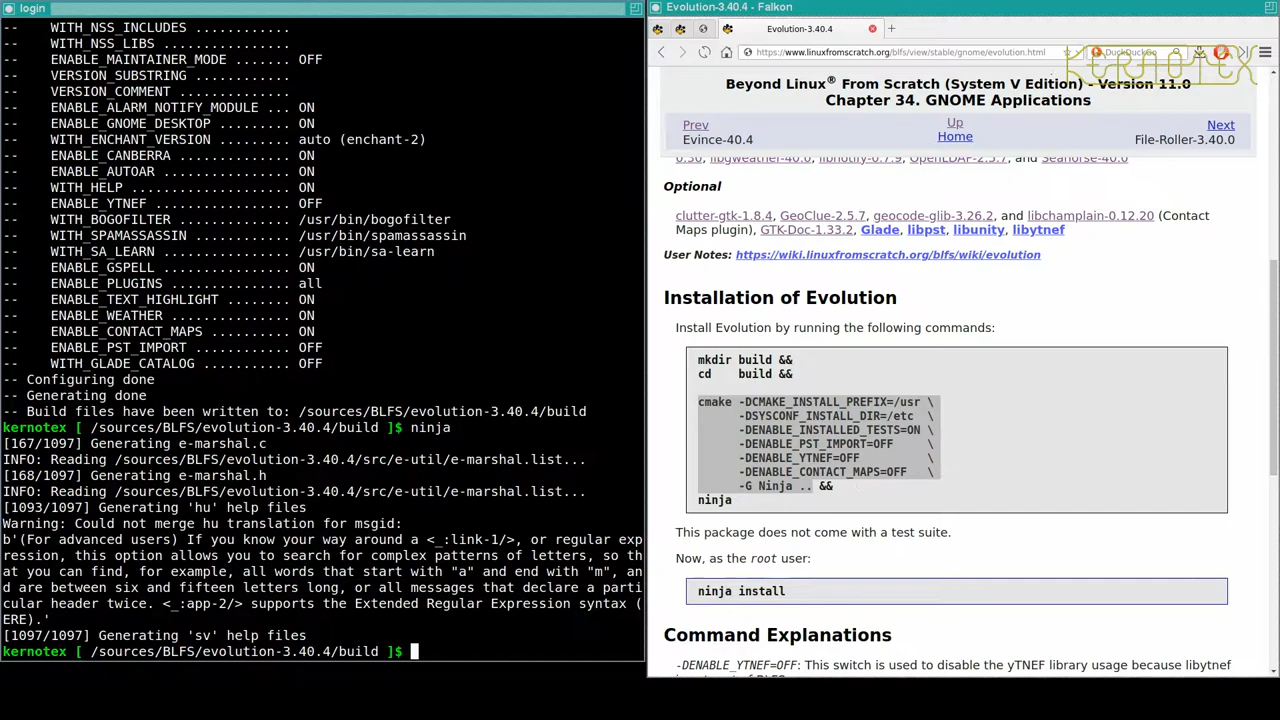 login
-- WITH_NSS_INCLUDES .............
-- WITH_NSS_LIBS .................
-- ENABLE_MAINTAINER_MODE ....... OFF
-- VERSION_SUBSTRING .............
-- VERSION_COMMENT ...............
-- ENABLE_ALARM_NOTIFY_MODULE ... ON
-- ENABLE_GNOME_DESKTOP ......... ON
-- WITH_ENCHANT_VERSION ......... auto (enchant-2)
-- ENABLE_CANBERRA .............. ON
-- ENABLE_AUTOAR ................ ON
-- WITH_HELP .................... ON
-- ENABLE_YTNEF ................. OFF
-- WITH_BOGOFILTER .............. /usr/bin/bogofilter
-- WITH_SPAMASSASSIN ............ /usr/bin/spamassassin
-- WITH_SA_LEARN ................ /usr/bin/sa-learn
-- ENABLE_GSPELL ................ ON
-- ENABLE_PLUGINS ............... all
-- ENABLE_TEXT_HIGHLIGHT ........ ON
-- ENABLE_WEATHER ............... ON
-- ENABLE_CONTACT_MAPS .......... ON
-- ENABLE_PST_IMPORT ............ OFF
-- WITH_GLADE_CATALOG ........... OFF
-- Configuring done
-- Generating done
-- Build files have been written to: /sources/BLFS/evolution-3.40.4/build
kernotex [ /sources/BLFS/evolution-3.40.4/build ]$ ninja
[167/1097] Generating e-marshal.c
INFO: Reading /sources/BLFS/evolution-3.40.4/src/e-util/e-marshal.list...
[168/1097] Generating e-marshal.h
INFO: Reading /sources/BLFS/evolution-3.40.4/src/e-util/e-marshal.list...
[1093/1097] Generating 'hu' help files
Warning: Could not merge hu translation for msgid:
b'(For advanced users) If you know your way around a <_:link-1/>, or regular exp
ression, this option allows you to search for complex patterns of letters, so th
at you can find, for example, all words that start with "a" and end with "m", an
d are between six and fifteen letters long, or all messages that declare a parti
cular header twice. <_:app-2/> supports the Extended Regular Expression syntax (
ERE).'
[1097/1097] Generating 'sv' help files
kernotex [ /sources/BLFS/evolution-3.40.4/build ]$
Evolution-3.40.4 - Falkon
Evolution-3.40.4
https://www.linuxfromscratch.org/blfs/view/stable/gnome/evolution.html
DuckDuckGo
KERNOTEX
Beyond Linux® From Scratch (System V Edition) - Version 11.0
Chapter 34. GNOME Applications
Prev Up Next
Evince-40.4 Home File-Roller-3.40.0
0.30, libgweather-40.0, libnotify-0.7.9, OpenLDAP-2.5.7, and Seahorse-40.0
Optional
clutter-gtk-1.8.4, GeoClue-2.5.7, geocode-glib-3.26.2, and libchamplain-0.12.20 (Contact
Maps plugin), GTK-Doc-1.33.2, Glade, libpst, libunity, libytnef
User Notes: https://wiki.linuxfromscratch.org/blfs/wiki/evolution
Installation of Evolution
Install Evolution by running the following commands:
mkdir build &&
cd    build &&
cmake -DCMAKE_INSTALL_PREFIX=/usr \
-DSYSCONF_INSTALL_DIR=/etc \
-DENABLE_INSTALLED_TESTS=ON \
-DENABLE_PST_IMPORT=OFF \
-DENABLE_YTNEF=OFF \
-DENABLE_CONTACT_MAPS=OFF \
-G Ninja .. &&
ninja
This package does not come with a test suite.
Now, as the root user:
ninja install
Command Explanations
-DENABLE_YTNEF=OFF: This switch is used to disable the yTNEF library usage because libytnef